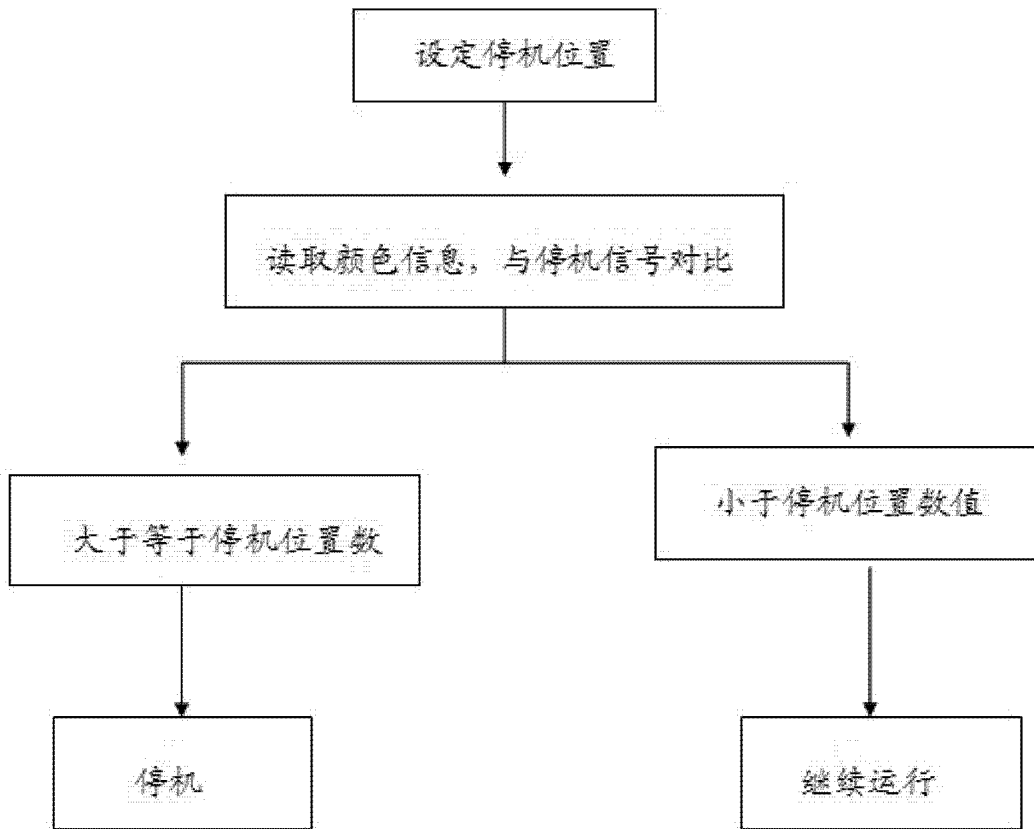 设定停机位置
读取颜色信息，与停机信号对比
小于停机位置数值
大于等于停机位置数
停机
继续运行